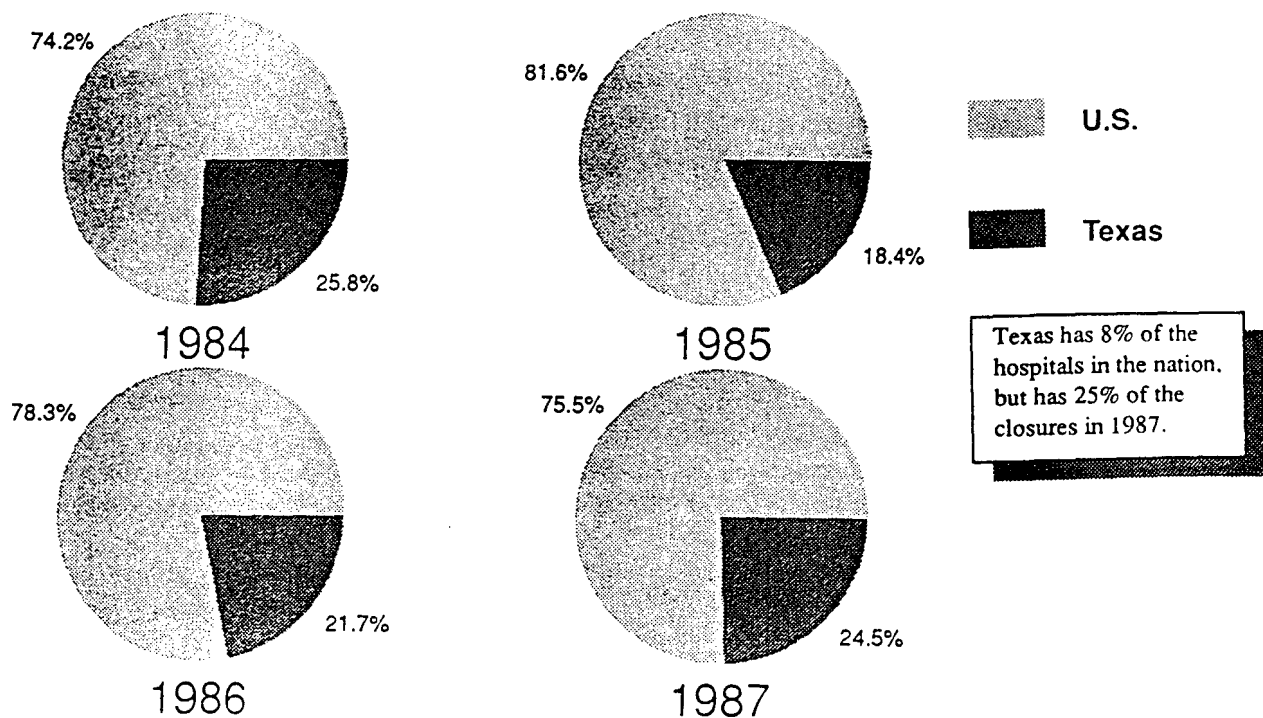 74.2%
25.8%
1984
81.6%
18.4%
1985
U.S.
Texas
Texas has 8% of the
hospitals in the nation,
but has 25% of the
closures in 1987.
78.3%
21.7%
1986
75.5%
24.5%
1987